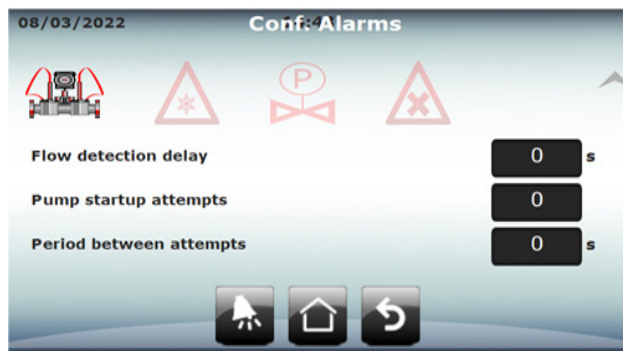 08/03/2022
Conf. Alarms
P
Flow detection delay 0 s
Pump startup attempts 0
Period between attempts 0 s